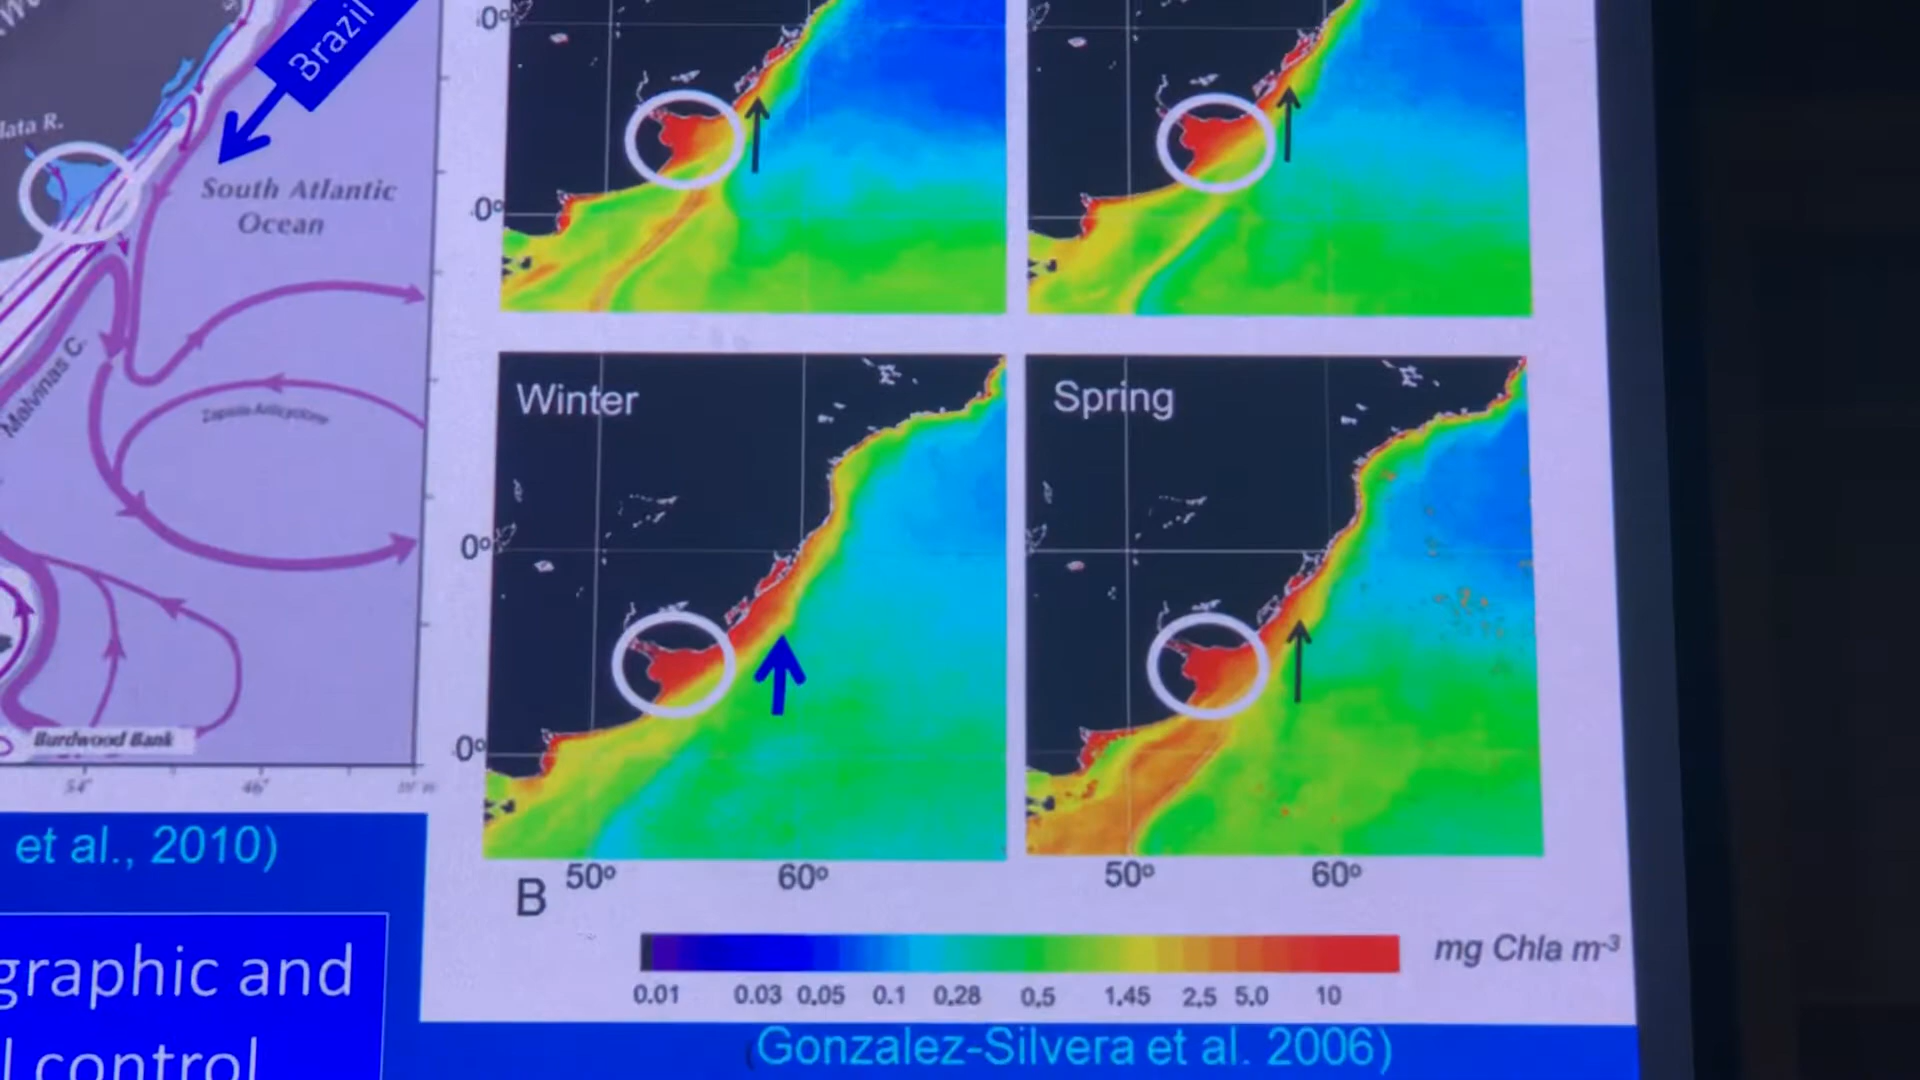 Brazil
lata R.
South Atlantic
Ocean
Malvinas C.
Burdwood Bank
54°
46°
et al., 2010)
graphic and
l control
0°
0°
Winter
Spring
0°
0°
50°
60°
50°
60°
B
mg Chla m-3
0.01 0.03 0,05 0.1 0,28 0,5 1,45 2,5 5.0 10
(Gonzalez-Silvera et al. 2006)